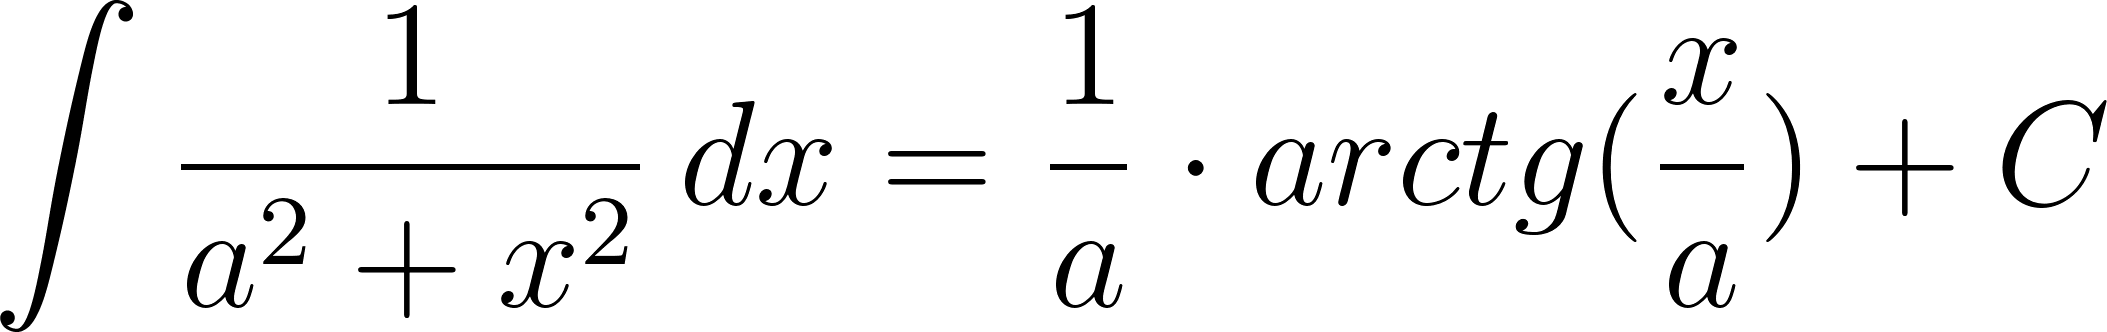 ∫ 1/(a² + x²) dx = 1/a · arctg(x/a) + C